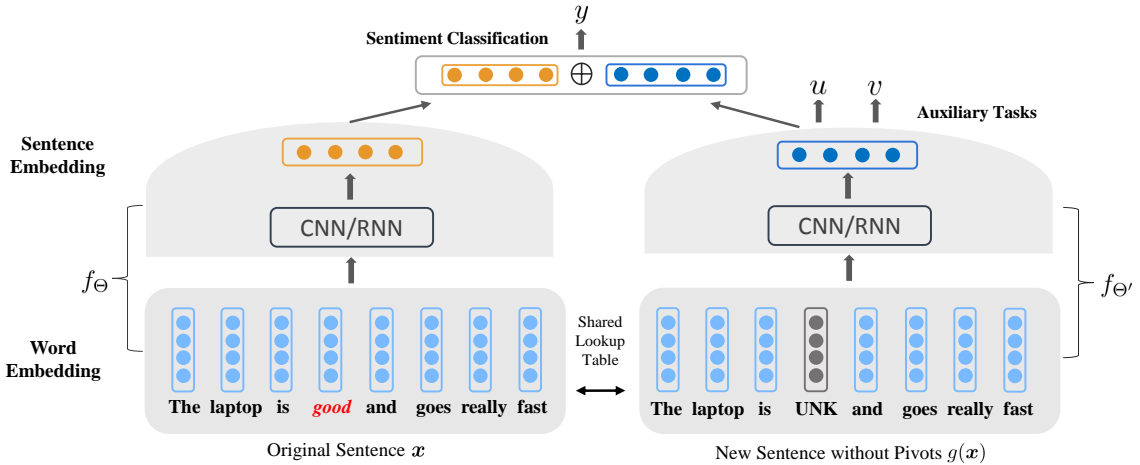 y
Sentiment Classification
⊕
u v
Auxiliary Tasks
Sentence
Embedding
CNN/RNN
CNN/RNN
f_Θ
f_Θ′
Word
Embedding
Shared
Lookup
Table
The laptop is good and goes really fast
The laptop is UNK and goes really fast
Original Sentence x
New Sentence without Pivots g(x)